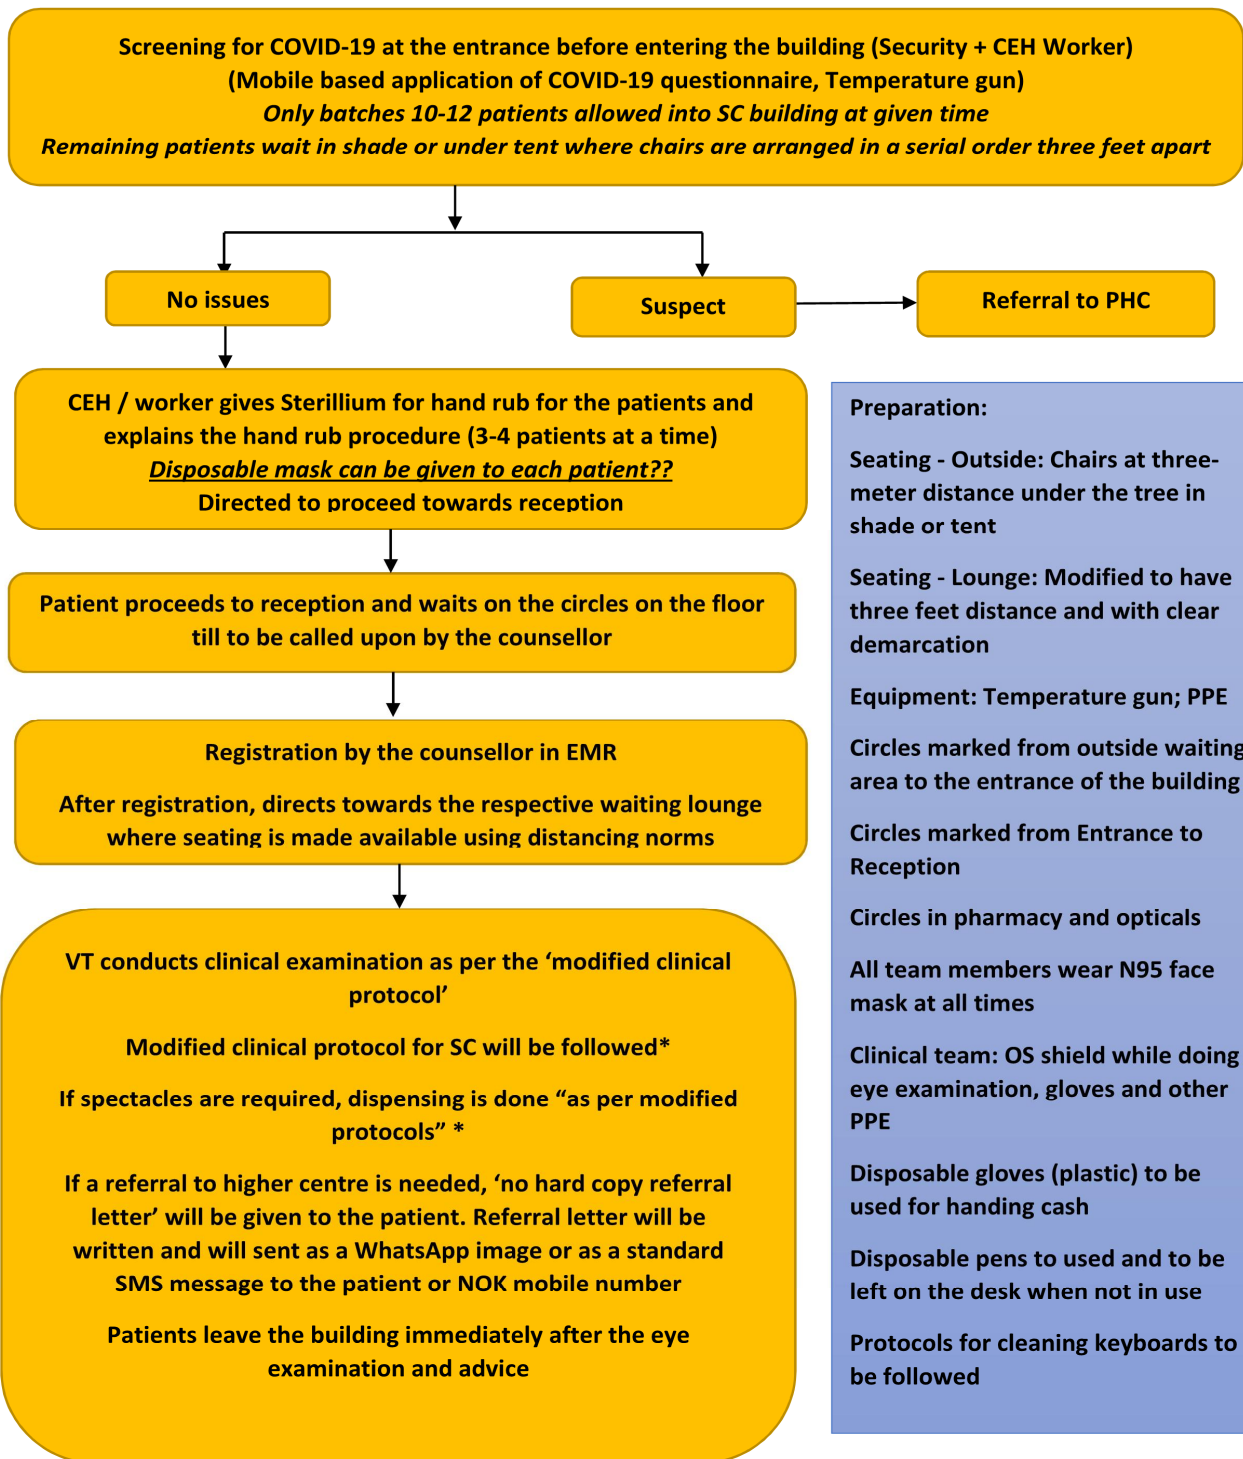 Screening for COVID-19 at the entrance before entering the building (Security + CEH Worker)
(Mobile based application of COVID-19 questionnaire, Temperature gun)
Only batches 10-12 patients allowed into SC building at given time
Remaining patients wait in shade or under tent where chairs are arranged in a serial order three feet apart
No issues
Suspect
Referral to PHC
CEH / worker gives Sterillium for hand rub for the patients and
explains the hand rub procedure (3-4 patients at a time)
Disposable mask can be given to each patient??
Directed to proceed towards reception
Patient proceeds to reception and waits on the circles on the floor
till to be called upon by the counsellor
Registration by the counsellor in EMR
After registration, directs towards the respective waiting lounge
where seating is made available using distancing norms
VT conducts clinical examination as per the ‘modified clinical
protocol’
Modified clinical protocol for SC will be followed*
If spectacles are required, dispensing is done “as per modified
protocols” *
If a referral to higher centre is needed, ‘no hard copy referral
letter’ will be given to the patient. Referral letter will be
written and will sent as a WhatsApp image or as a standard
SMS message to the patient or NOK mobile number
Patients leave the building immediately after the eye
examination and advice
Preparation:
Seating - Outside: Chairs at three-
meter distance under the tree in
shade or tent
Seating - Lounge: Modified to have
three feet distance and with clear
demarcation
Equipment: Temperature gun; PPE
Circles marked from outside waiting
area to the entrance of the building
Circles marked from Entrance to
Reception
Circles in pharmacy and opticals
All team members wear N95 face
mask at all times
Clinical team: OS shield while doing
eye examination, gloves and other
PPE
Disposable gloves (plastic) to be
used for handing cash
Disposable pens to used and to be
left on the desk when not in use
Protocols for cleaning keyboards to
be followed